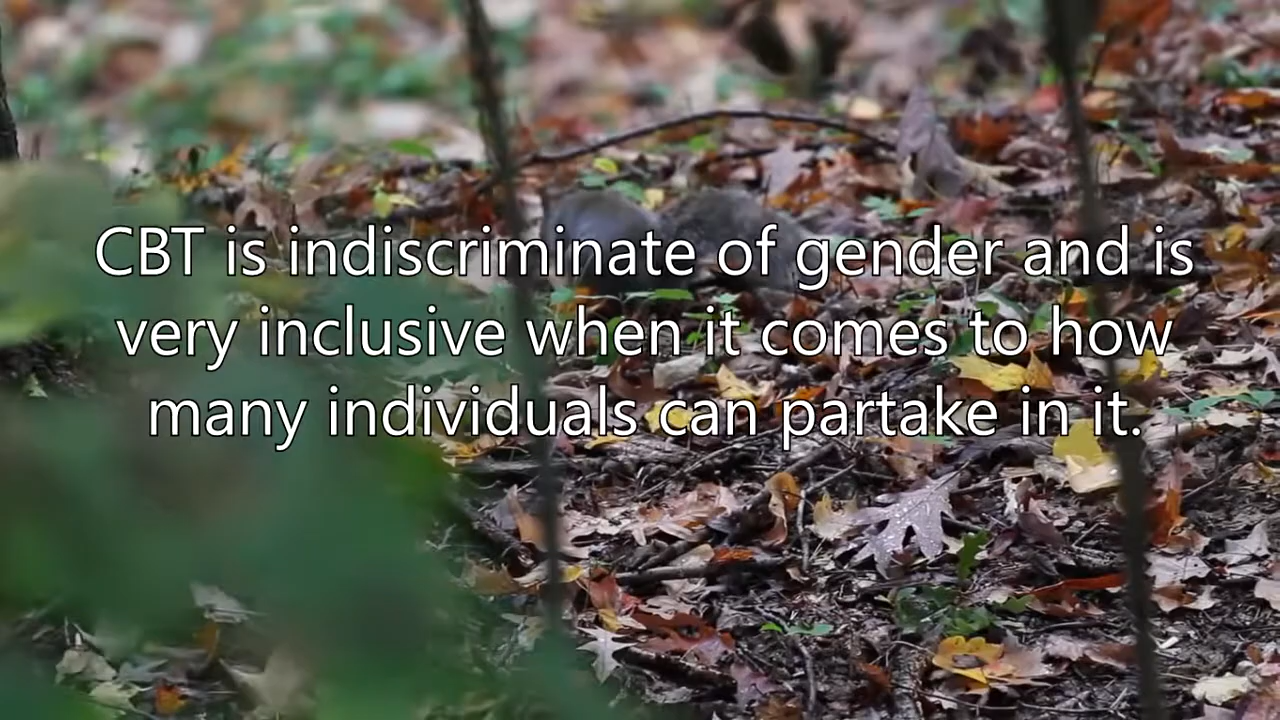 CBT is indiscriminate of gender and is
very inclusive when it comes to how
many individuals can partake in it.